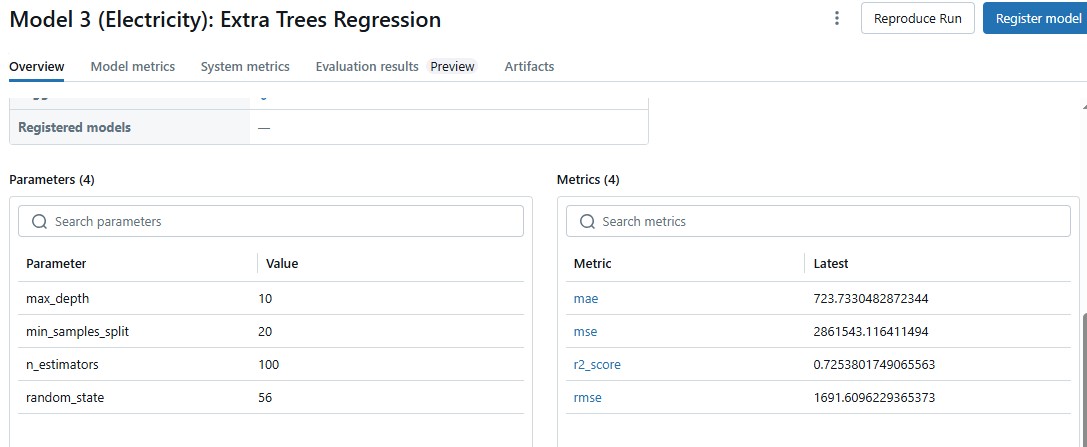 Model 3 (Electricity): Extra Trees Regression
Reproduce Run
Register model
Overview
Model metrics
System metrics
Evaluation results Preview
Artifacts
Registered models —
Parameters (4)
Search parameters
Parameter Value
max_depth 10
min_samples_split 20
n_estimators 100
random_state 56
Metrics (4)
Search metrics
Metric Latest
mae 723.7330482872344
mse 2861543.116411494
r2_score 0.7253801749065563
rmse 1691.6096229365373